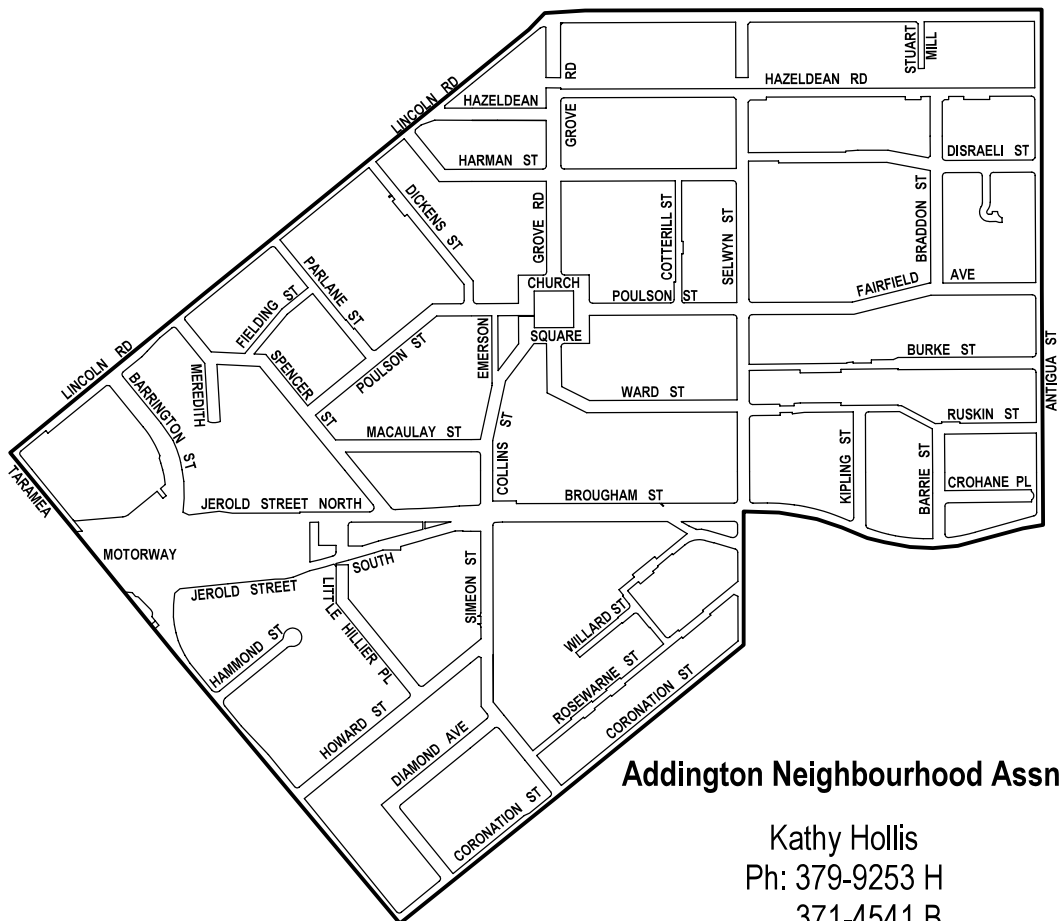 STUART MILL
RD
HAZELDEAN RD
LINCOLN RD
HAZELDEAN
GROVE
DISRAELI ST
HARMAN ST
DICKENS ST
GROVE RD
COTTERILL ST
SELWYN ST
BRADDON ST
PARLANE ST
FAIRFIELD AVE
CHURCH
POULSON ST
FIELDING ST
SQUARE
EMERSON
POULSON ST
BURKE ST
LINCOLN RD
MEREDITH
SPENCER ST
ANTIGUA ST
BARRINGTON ST
WARD ST
RUSKIN ST
MACAULAY ST
COLLINS ST
KIPLING ST
BARRIE ST
CROHANE PL
TARAMEA
JEROLD STREET NORTH
BROUGHAM ST
MOTORWAY
JEROLD STREET SOUTH
SIMEON ST
LITTLE HILLIER PL
WILLARD ST
HAMMOND ST
ROSEWARNE ST
CORONATION ST
HOWARD ST
DIAMOND AVE
CORONATION ST
Addington Neighbourhood Assn
Kathy Hollis
Ph: 379-9253 H
371-4541 B